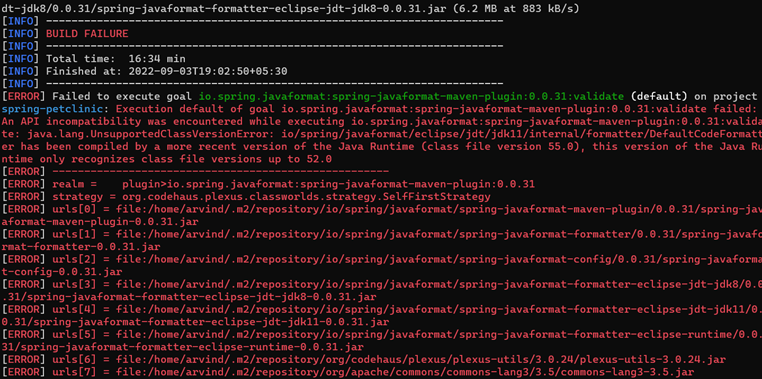 dt-jdk8/0.0.31/spring-javaformat-formatter-eclipse-jdt-jdk8-0.0.31.jar (6.2 MB at 883 kB/s)
[INFO] ------------------------------------------------------------------------
[INFO] BUILD FAILURE
[INFO] ------------------------------------------------------------------------
[INFO] Total time:  16:34 min
[INFO] Finished at: 2022-09-03T19:02:50+05:30
[INFO] ------------------------------------------------------------------------
[ERROR] Failed to execute goal io.spring.javaformat:spring-javaformat-maven-plugin:0.0.31:validate (default) on project
spring-petclinic: Execution default of goal io.spring.javaformat:spring-javaformat-maven-plugin:0.0.31:validate failed:
An API incompatibility was encountered while executing io.spring.javaformat:spring-javaformat-maven-plugin:0.0.31:valida
te: java.lang.UnsupportedClassVersionError: io/spring/javaformat/eclipse/jdt/jdk11/internal/formatter/DefaultCodeFormatt
er has been compiled by a more recent version of the Java Runtime (class file version 55.0), this version of the Java Ru
ntime only recognizes class file versions up to 52.0
[ERROR] -----------------------------------------------------
[ERROR] realm =    plugin>io.spring.javaformat:spring-javaformat-maven-plugin:0.0.31
[ERROR] strategy = org.codehaus.plexus.classworlds.strategy.SelfFirstStrategy
[ERROR] urls[0] = file:/home/arvind/.m2/repository/io/spring/javaformat/spring-javaformat-maven-plugin/0.0.31/spring-jav
aformat-maven-plugin-0.0.31.jar
[ERROR] urls[1] = file:/home/arvind/.m2/repository/io/spring/javaformat/spring-javaformat-formatter/0.0.31/spring-javafo
rmat-formatter-0.0.31.jar
[ERROR] urls[2] = file:/home/arvind/.m2/repository/io/spring/javaformat/spring-javaformat-config/0.0.31/spring-javaforma
t-config-0.0.31.jar
[ERROR] urls[3] = file:/home/arvind/.m2/repository/io/spring/javaformat/spring-javaformat-formatter-eclipse-jdt-jdk8/0.0
.31/spring-javaformat-formatter-eclipse-jdt-jdk8-0.0.31.jar
[ERROR] urls[4] = file:/home/arvind/.m2/repository/io/spring/javaformat/spring-javaformat-formatter-eclipse-jdt-jdk11/0.
0.31/spring-javaformat-formatter-eclipse-jdt-jdk11-0.0.31.jar
[ERROR] urls[5] = file:/home/arvind/.m2/repository/io/spring/javaformat/spring-javaformat-formatter-eclipse-runtime/0.0.
31/spring-javaformat-formatter-eclipse-runtime-0.0.31.jar
[ERROR] urls[6] = file:/home/arvind/.m2/repository/org/codehaus/plexus/plexus-utils/3.0.24/plexus-utils-3.0.24.jar
[ERROR] urls[7] = file:/home/arvind/.m2/repository/org/apache/commons/commons-lang3/3.5/commons-lang3-3.5.jar